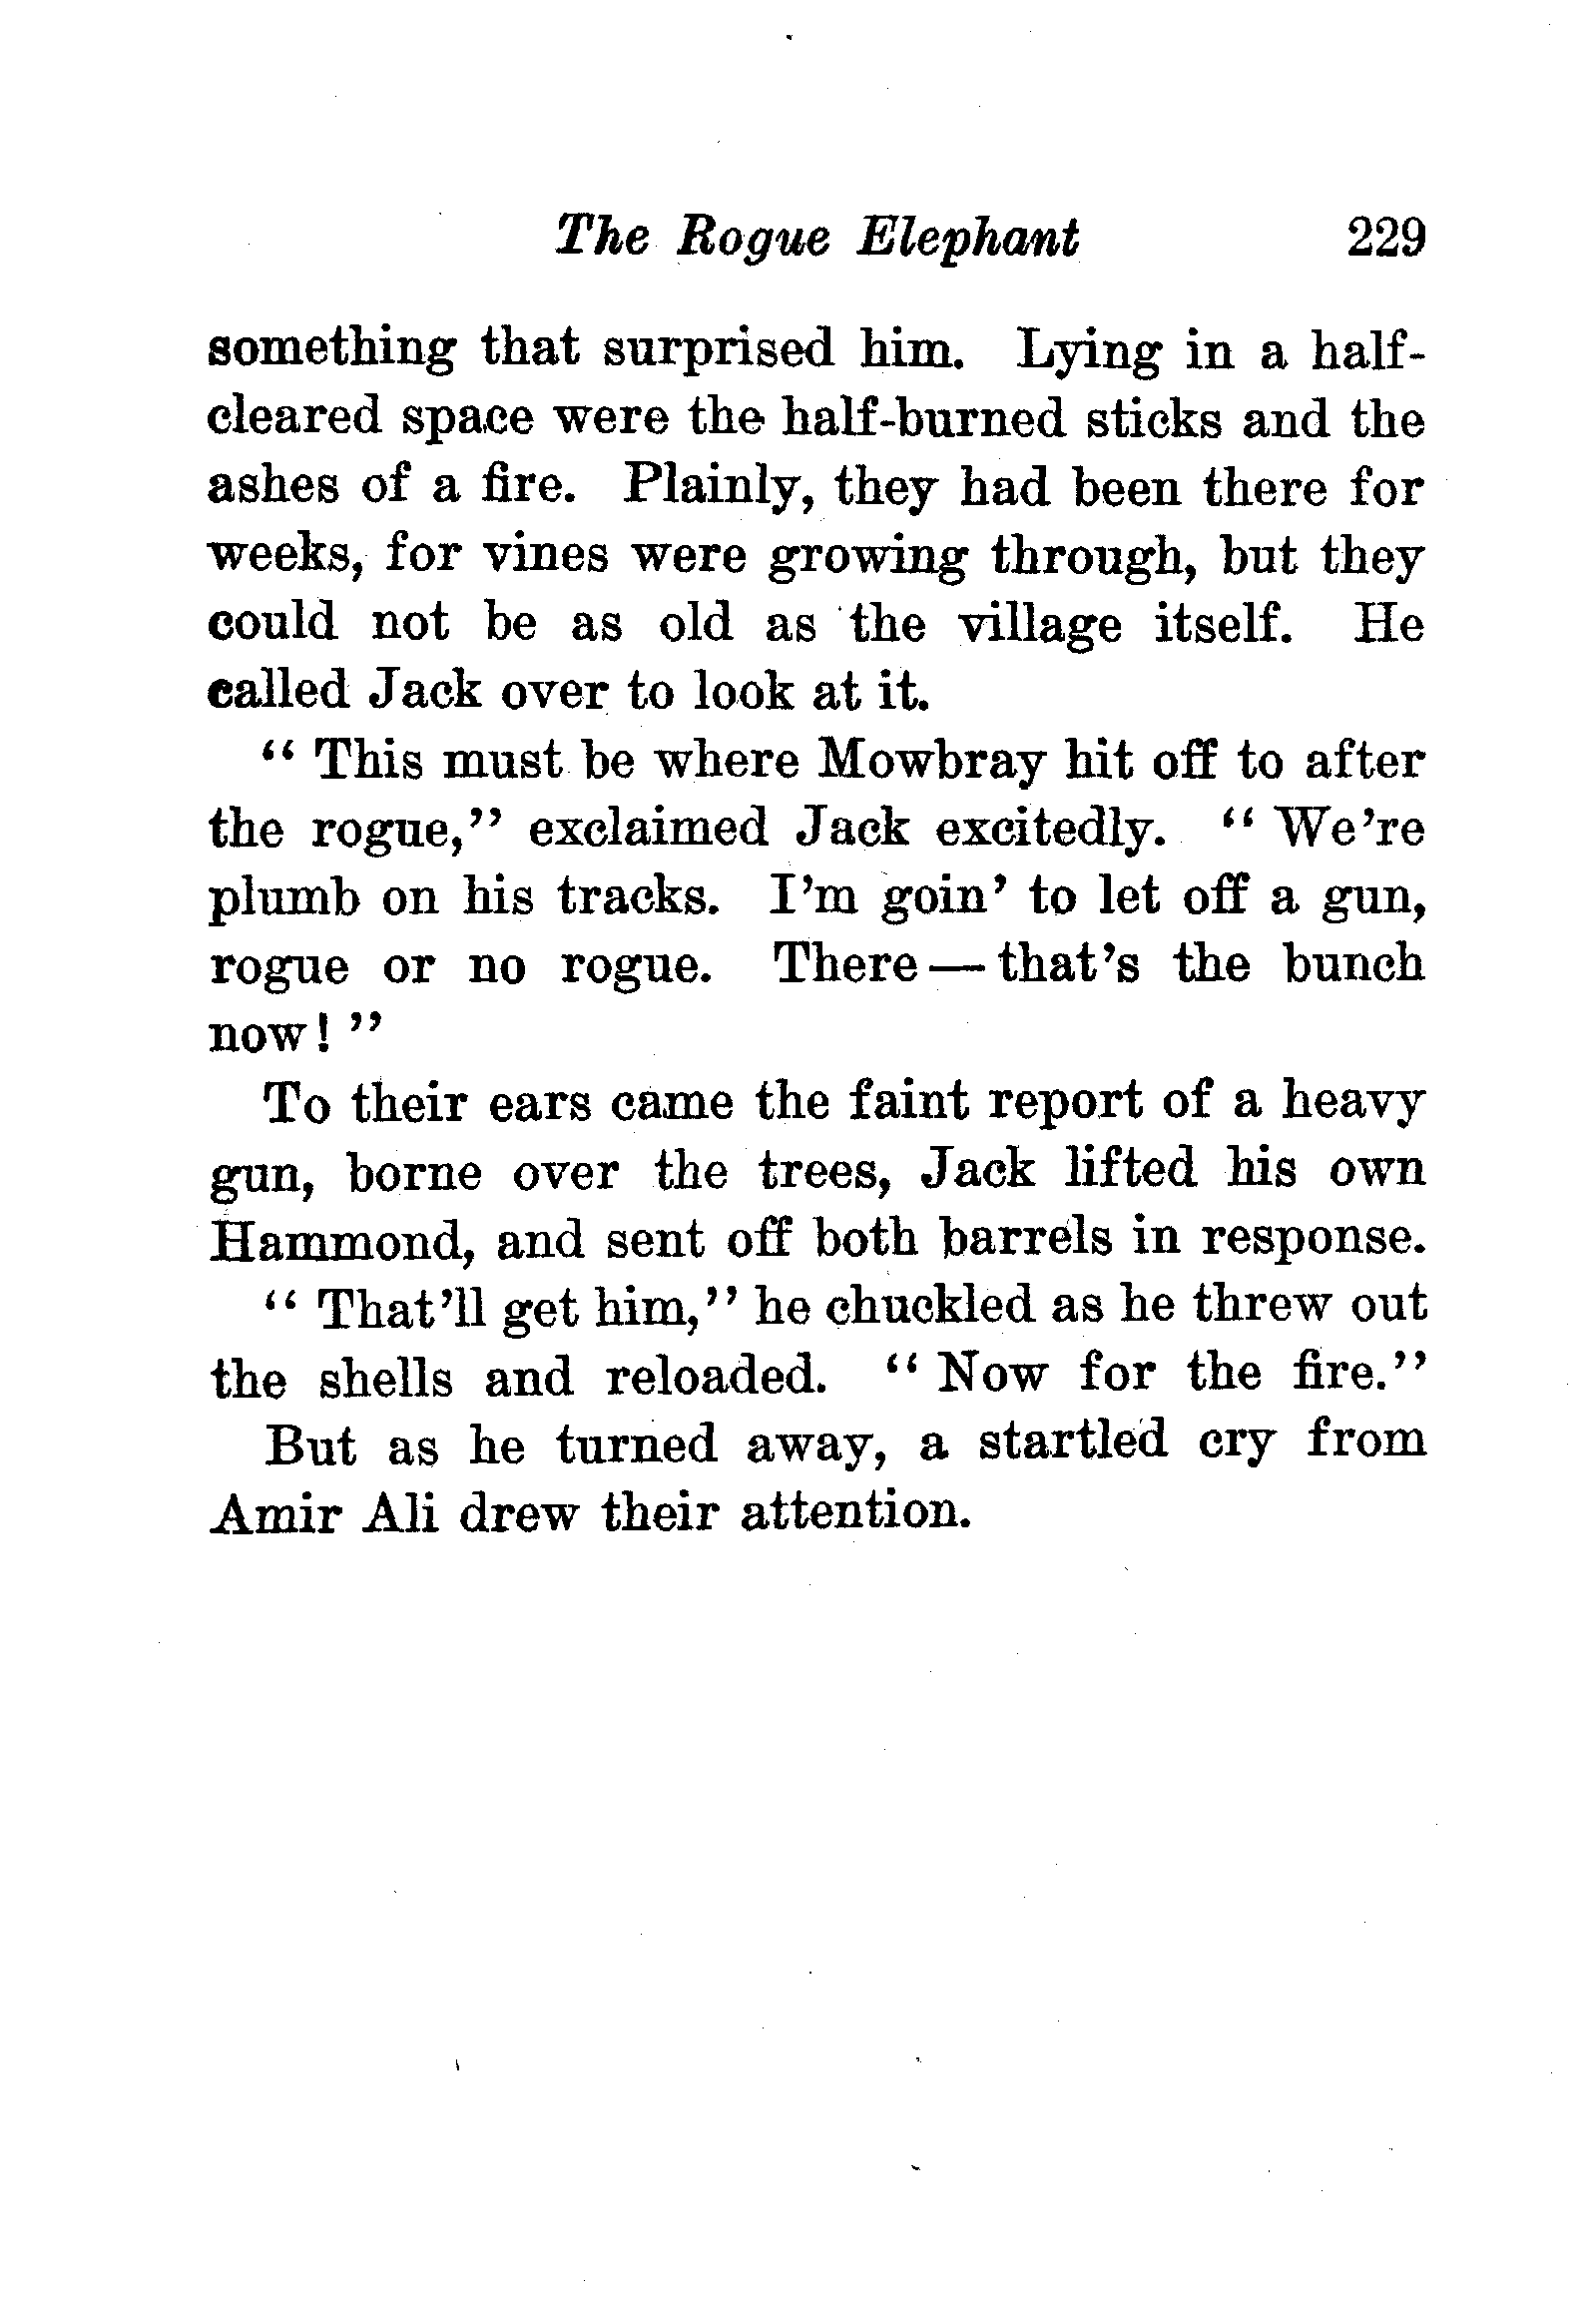 The Rogue Elephant 229
something that surprised him. Lying in a half-
cleared space were the half-burned sticks and the
ashes of a fire. Plainly, they had been there for
weeks, for vines were growing through, but they
could not be as old as the village itself. He
called Jack over to look at it.
“ This must be where Mowbray hit off to after
the rogue,” exclaimed Jack excitedly. “ We’re
plumb on his tracks. I’m goin’ to let off a gun,
rogue or no rogue. There — that’s the bunch
now! ”
To their ears came the faint report of a heavy
gun, borne over the trees, Jack lifted his own
Hammond, and sent off both barrels in response.
“ That’ll get him,” he chuckled as he threw out
the shells and reloaded. “ Now for the fire.”
But as he turned away, a startled cry from
Amir Ali drew their attention.